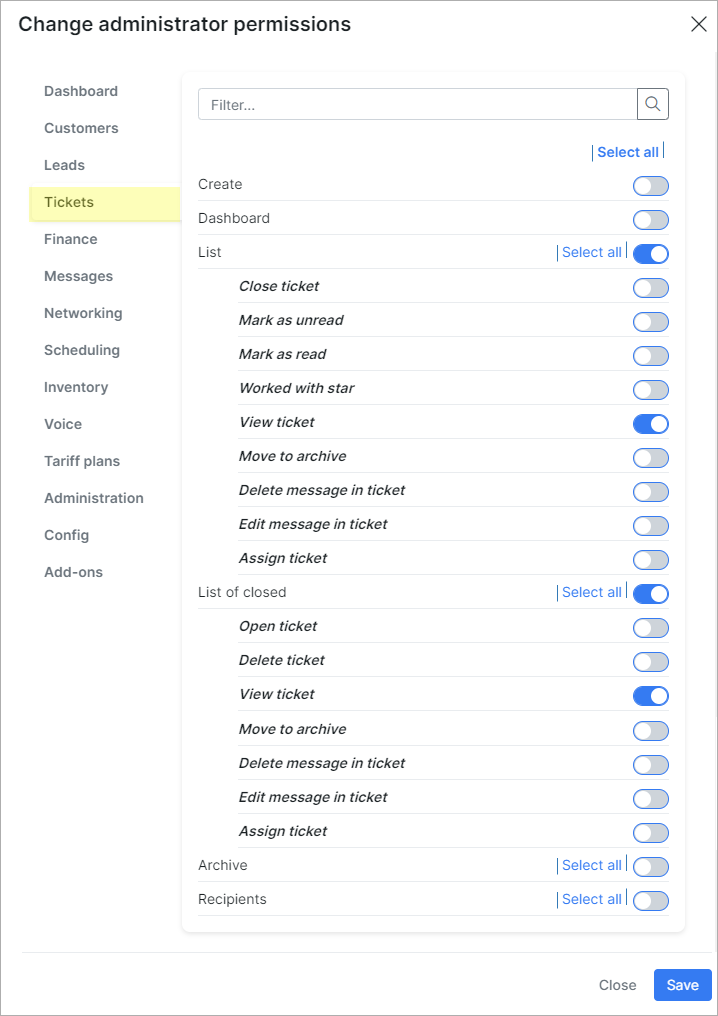 Change administrator permissions
Dashboard
Customers
Leads
Tickets
Finance
Messages
Networking
Scheduling
Inventory
Voice
Tariff plans
Administration
Config
Add-ons
Filter...
Select all
Create
Dashboard
List Select all
Close ticket
Mark as unread
Mark as read
Worked with star
View ticket
Move to archive
Delete message in ticket
Edit message in ticket
Assign ticket
List of closed Select all
Open ticket
Delete ticket
View ticket
Move to archive
Delete message in ticket
Edit message in ticket
Assign ticket
Archive Select all
Recipients Select all
Close Save